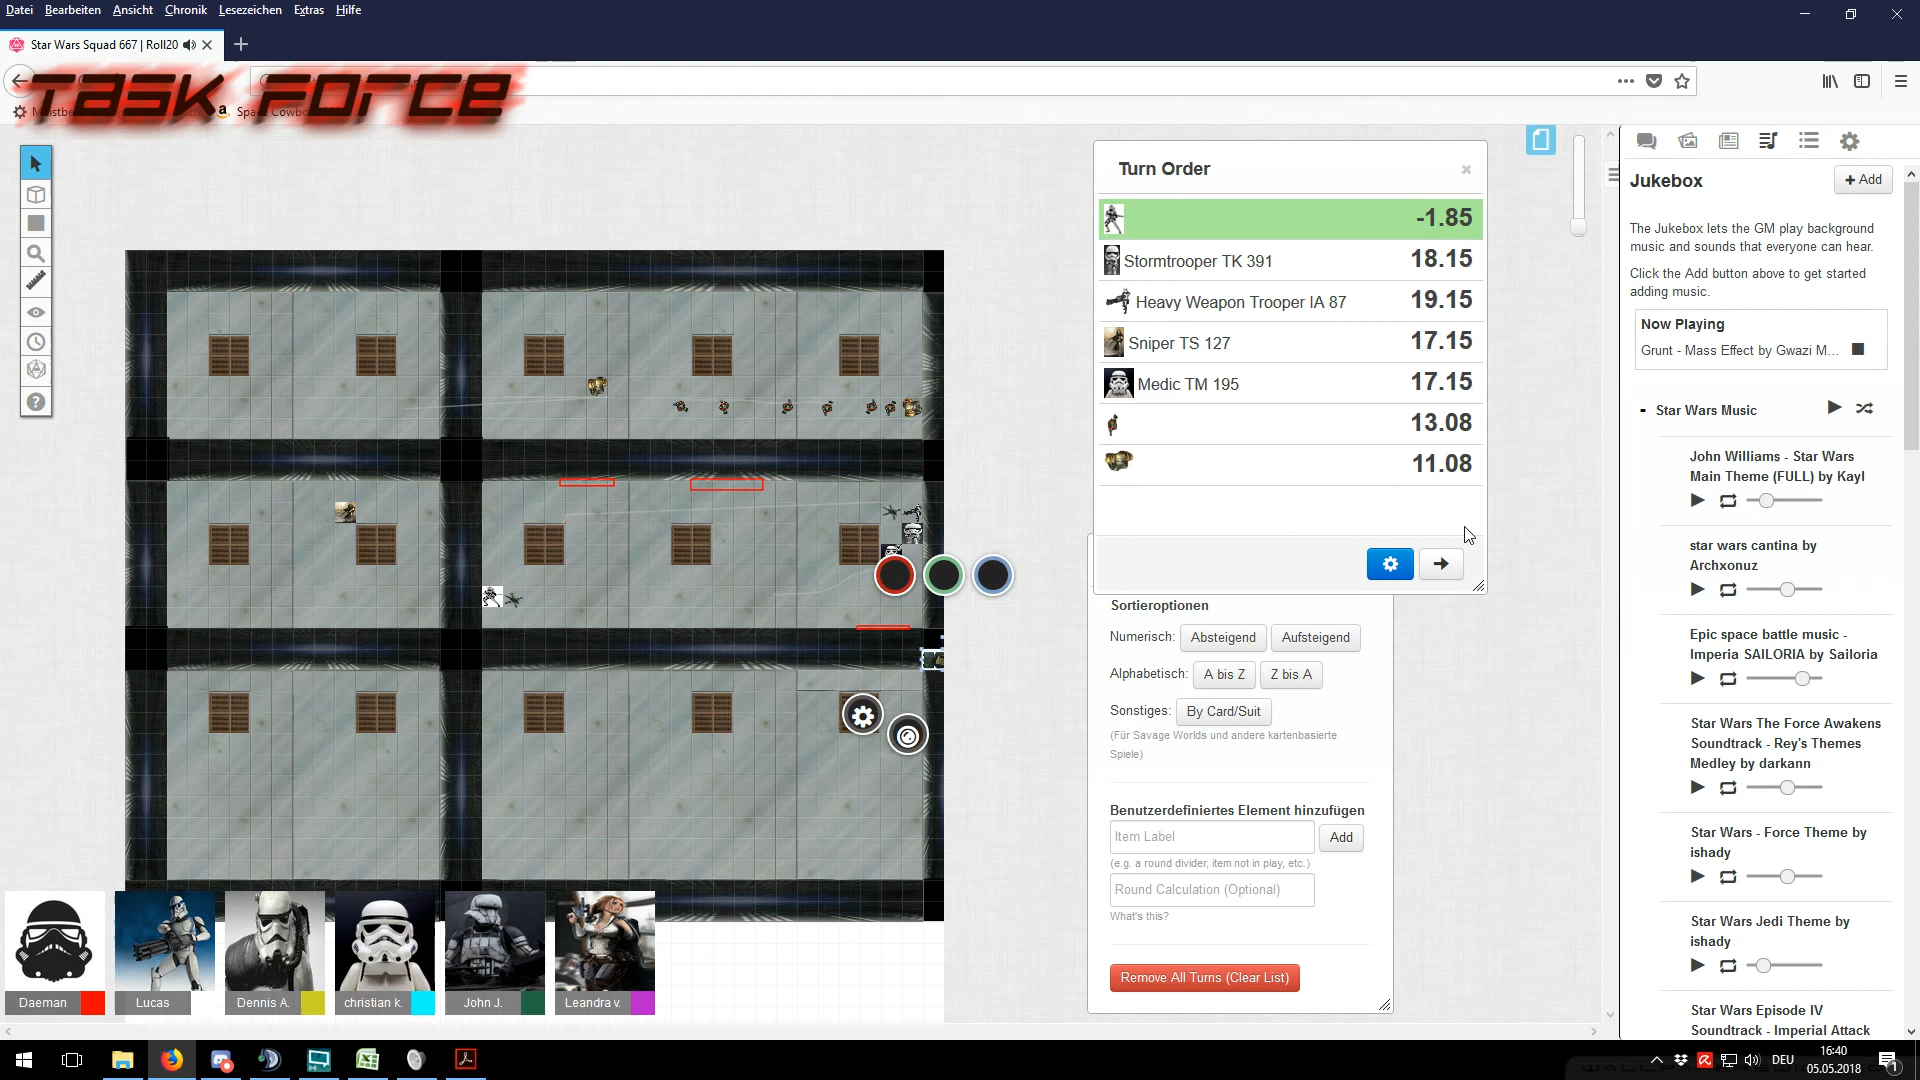 Datei Bearbeiten Ansicht Chronik Lesezeichen Extras Hilfe
Star Wars Squad 667 | Roll20
TASK FORCE
Turn Order
-1.85
Stormtrooper TK 391 18.15
Heavy Weapon Trooper IA 87 19.15
Sniper TS 127 17.15
Medic TM 195 17.15
13.08
11.08
Sortieroptionen
Numerisch: Absteigend Aufsteigend
Alphabetisch: A bis Z Z bis A
Sonstiges: By Card/Suit
(Für Savage Worlds und andere kartenbasierte
Spiele)
Benutzerdefiniertes Element hinzufügen
Item Label Add
(e.g. a round divider, item not in play, etc.)
Round Calculation (Optional)
What's this?
Remove All Turns (Clear List)
Jukebox
+ Add
The Jukebox lets the GM play background
music and sounds that everyone can hear.
Click the Add button above to get started
adding music.
Now Playing
Grunt - Mass Effect by Gwazi M...
- Star Wars Music
John Williams - Star Wars
Main Theme (FULL) by Kayl
star wars cantina by
Archxonuz
Epic space battle music -
Imperia SAILORIA by Sailoria
Star Wars The Force Awakens
Soundtrack - Rey's Themes
Medley by darkann
Star Wars - Force Theme by
ishady
Star Wars Jedi Theme by
ishady
Star Wars Episode IV
Soundtrack - Imperial Attack
Daeman
Lucas
Dennis A.
christian k.
John J.
Leandra v.
DEU
16:40
05.05.2018
1